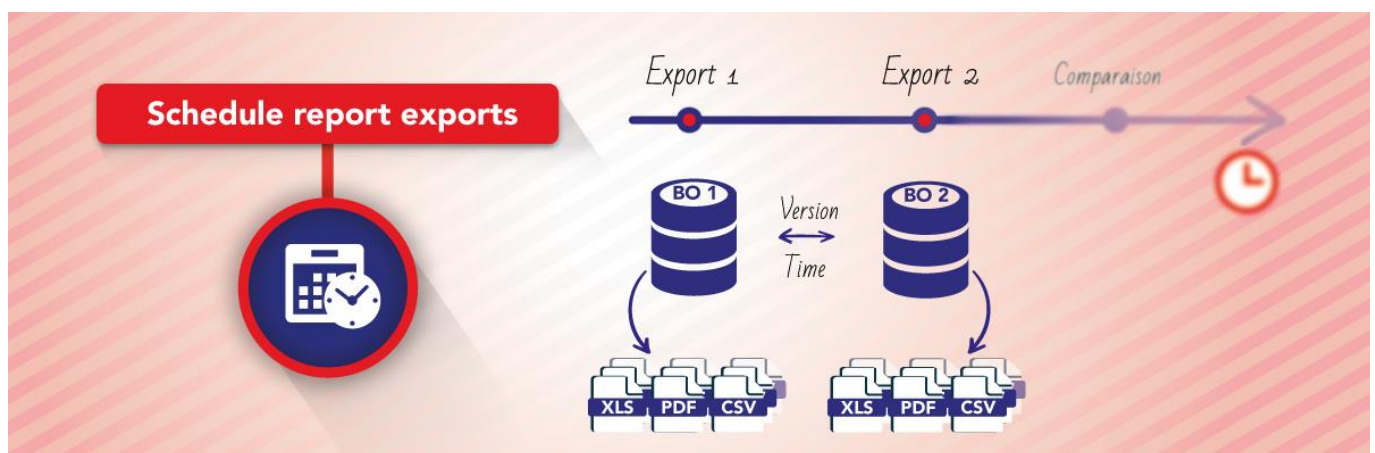 Schedule report exports
Export 1
Export 2
Comparaison
BO 1
Version
Time
BO 2
XLS
PDF
CSV
XLS
PDF
CSV